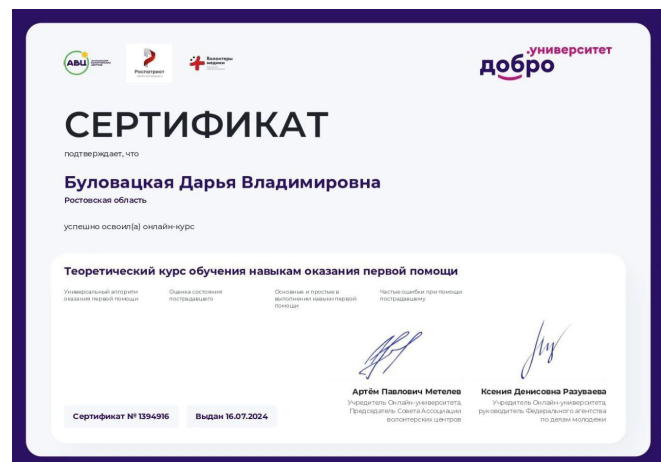 АВЦ
Роспатриот
Волонтеры
медики
добро
.университет
СЕРТИФИКАТ
подтверждает, что
Буловацкая Дарья Владимировна
Ростовская область
успешно освоил(а) онлайн-курс
Теоретический курс обучения навыкам оказания первой помощи
Универсальный алгоритм
оказания первой помощи
Оценка состояния
пострадавшего
Основные и простые в
выполнении навыки первой
помощи
Частые ошибки при помощи
пострадавшему
Артём Павлович Метелев
Учредитель Онлайн-университета,
Председатель Совета Ассоциации
волонтерских центров
Ксения Денисовна Разуваева
Учредитель Онлайн-университета,
руководитель Федерального агентства
по делам молодежи
Сертификат № 1394916
Выдан 16.07.2024